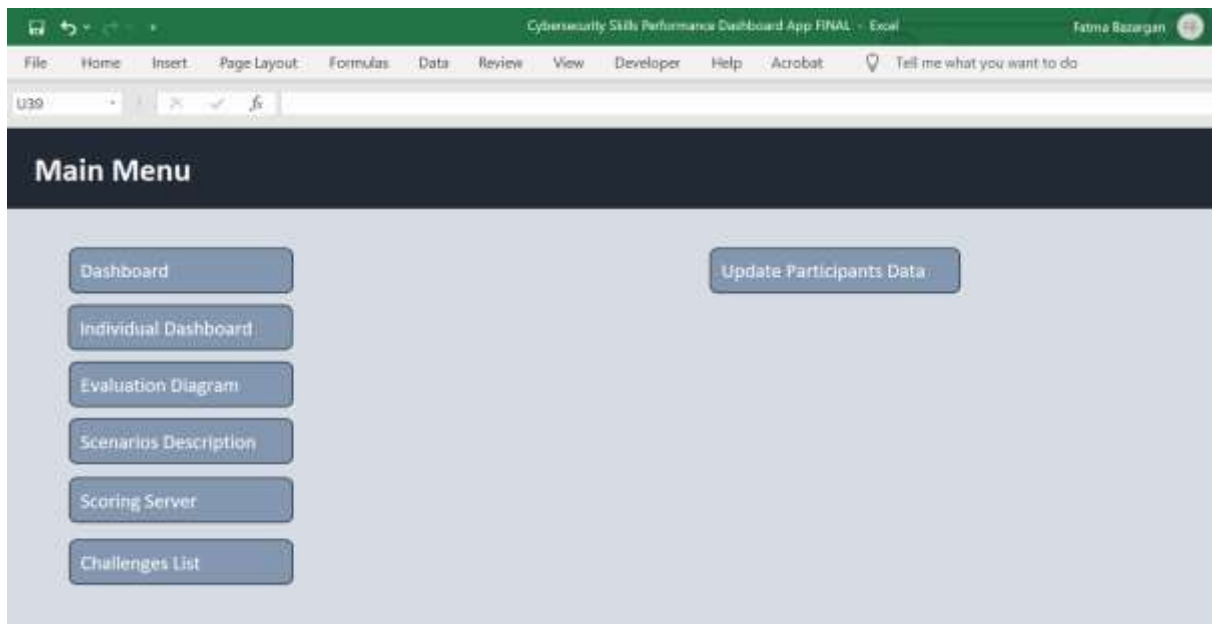 Cybersecurity Skills Performance Dashboard App FINAL - Excel
Fatma Bazargan
File Home Insert Page Layout Formulas Data Review View Developer Help Acrobat Tell me what you want to do
U39 fx
Main Menu
Dashboard
Update Participants Data
Individual Dashboard
Evaluation Diagram
Scenarios Description
Scoring Server
Challenges List